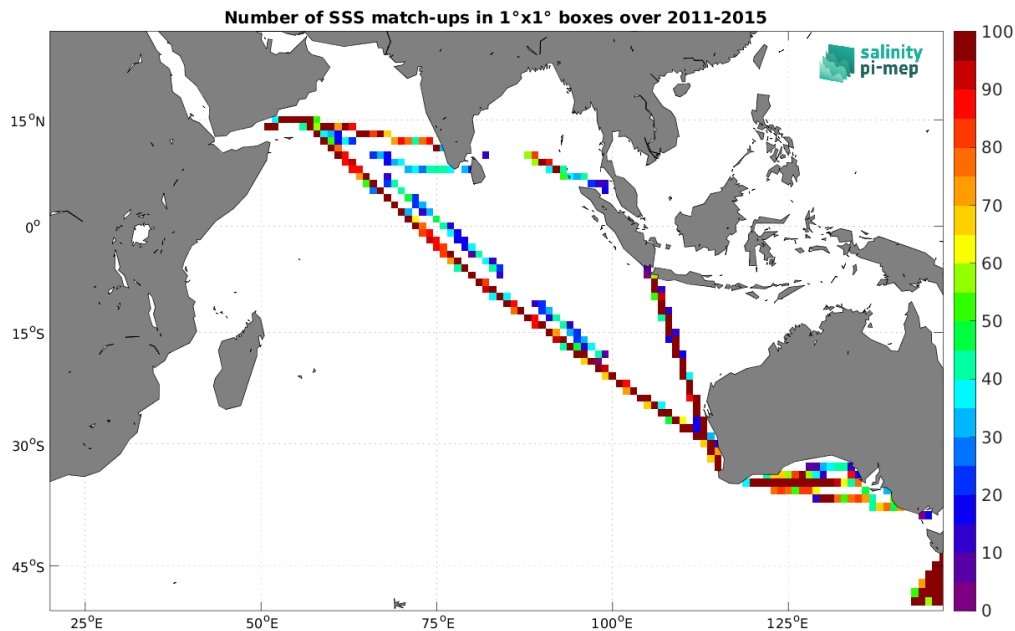 Number of SSS match-ups in 1°x1° boxes over 2011-2015
salinity
pi-mep
15°N
0°
15°S
30°S
45°S
25°E
50°E
75°E
100°E
125°E
100
90
80
70
60
50
40
30
20
10
0